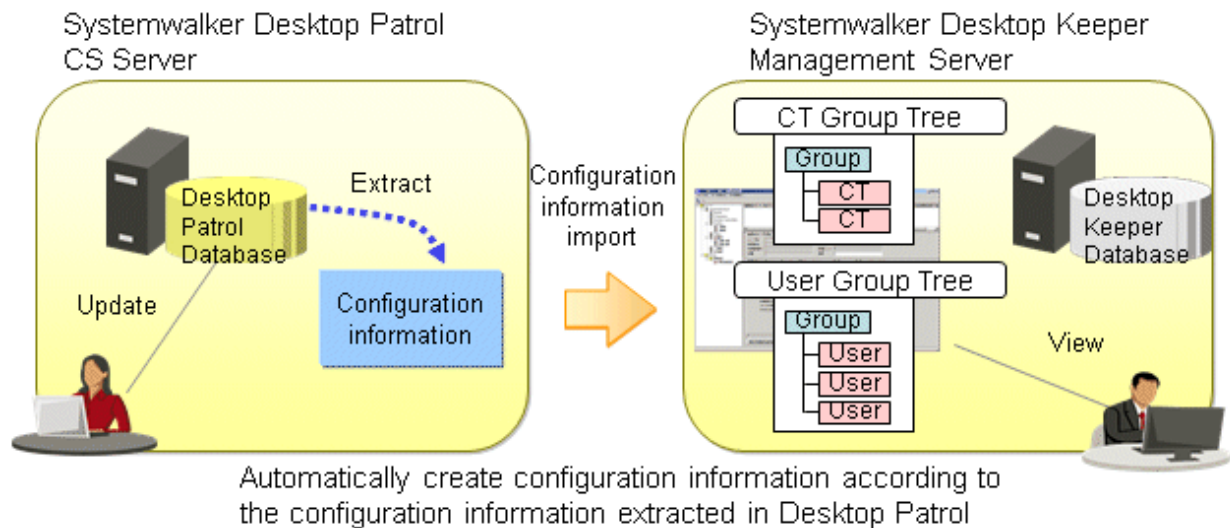 Systemwalker Desktop Patrol
CS Server
Systemwalker Desktop Keeper
Management Server
Desktop
Patrol
Database
Extract
Update
Configuration
information
Configuration
information
import
CT Group Tree
Group
CT
CT
User Group Tree
Group
User
User
User
Desktop
Keeper
Database
View
Automatically create configuration information according to
the configuration information extracted in Desktop Patrol